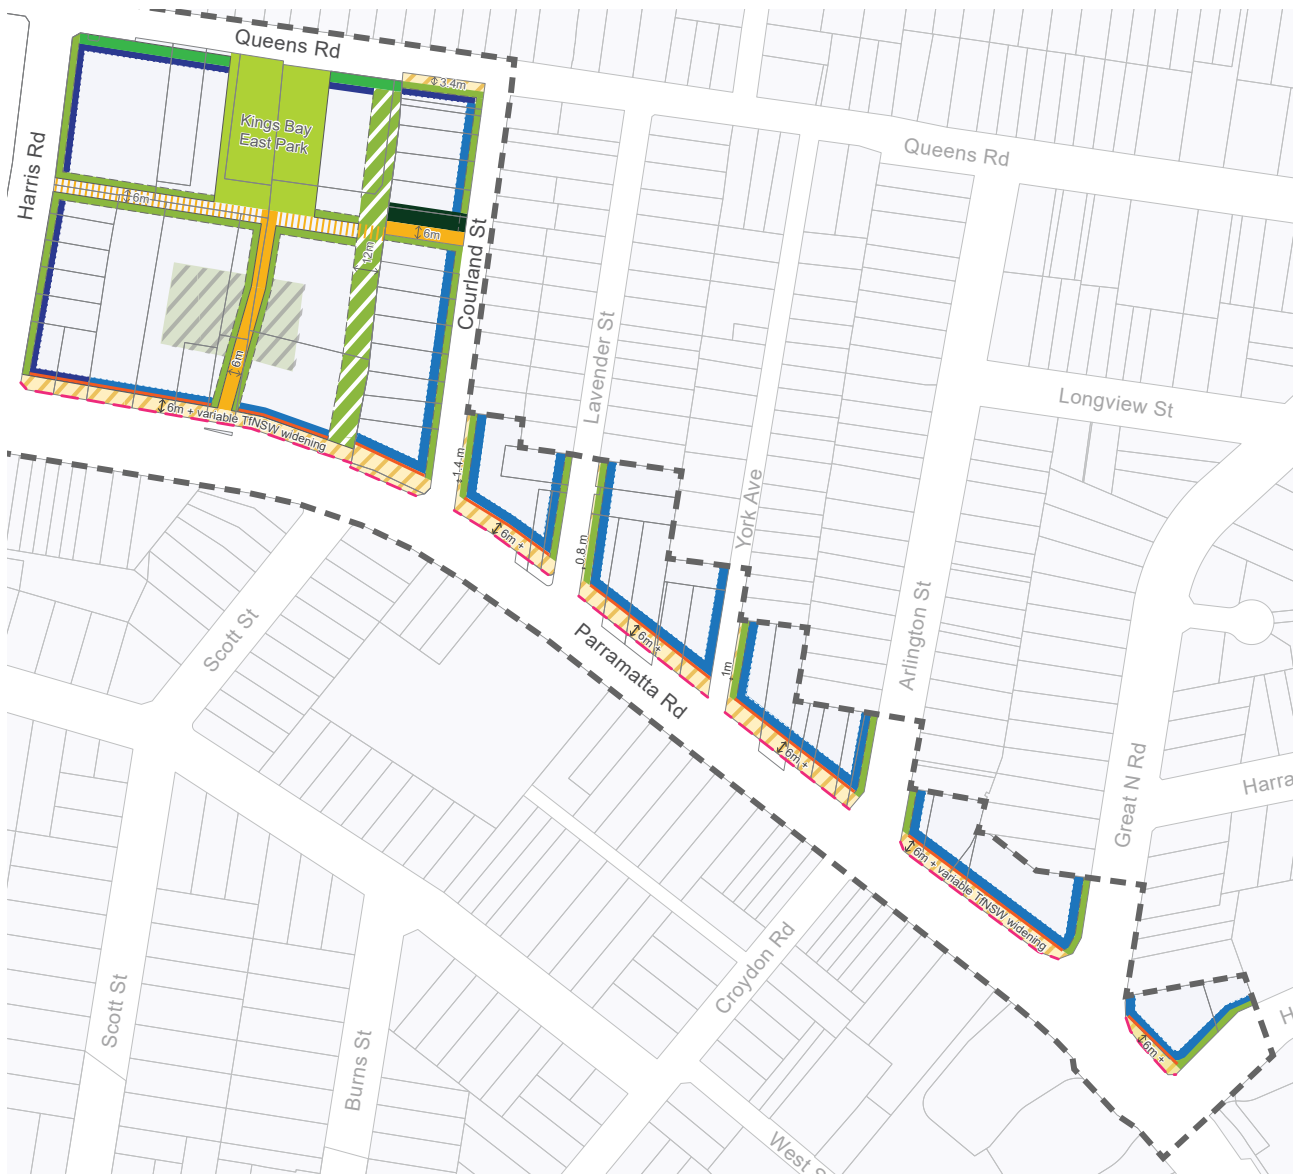 Queens Rd
3.4m
Kings Bay
East Park
Queens Rd
Harris Rd
6m
6m
12m
Courland St
Lavender St
6m
Longview St
6m + variable TfNSW widening
1.4 m
6m +
York Ave
0.8 m
6m +
Scott St
Parramatta Rd
Arlington St
1m
6m +
Great N Rd
Harra
6m + variable TfNSW widening
Croydon Rd
Scott St
Burns St
H
6m +
West S